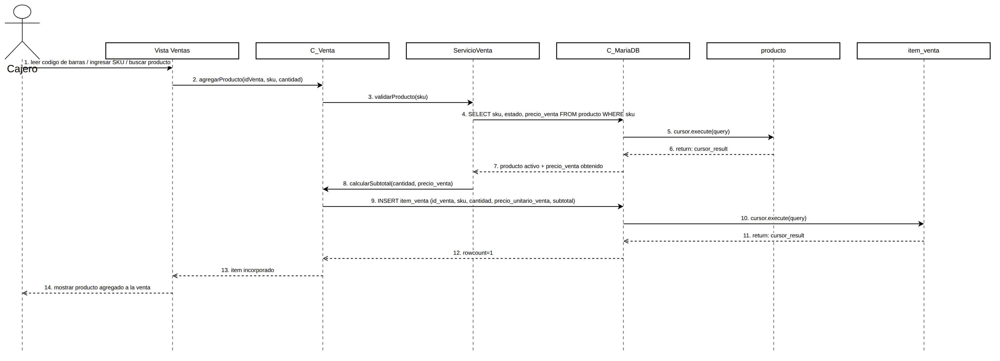 Vista Ventas
C_Venta
ServicioVenta
C_MariaDB
producto
item_venta
1. leer codigo de barras / ingresar SKU / buscar producto
Cajero
2. agregarProducto(idVenta, sku, cantidad)
3. validarProducto(sku)
4. SELECT sku, estado, precio_venta FROM producto WHERE sku
5. cursor.execute(query)
6. return: cursor_result
7. producto activo + precio_venta obtenido
8. calcularSubtotal(cantidad, precio_venta)
9. INSERT item_venta (id_venta, sku, cantidad, precio_unitario_venta, subtotal)
10. cursor.execute(query)
11. return: cursor_result
12. rowcount=1
13. item incorporado
14. mostrar producto agregado a la venta